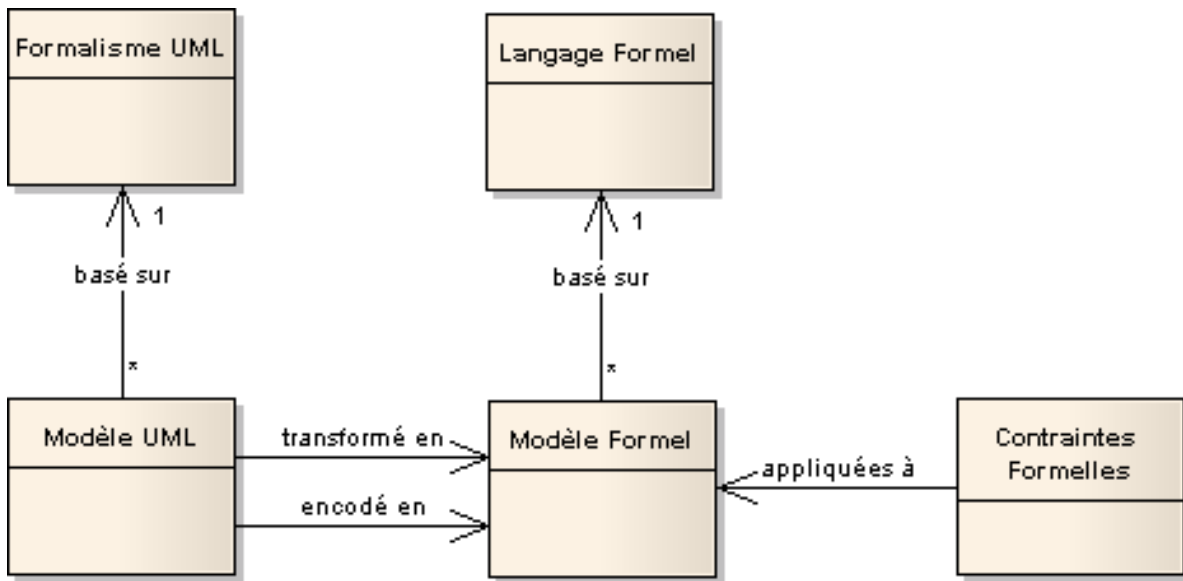 Formalisme UML
Langage Formel
1
1
basé sur
basé sur
*
*
Modèle UML
transformé en
Modèle Formel
Contraintes
Formelles
appliquées à
encodé en